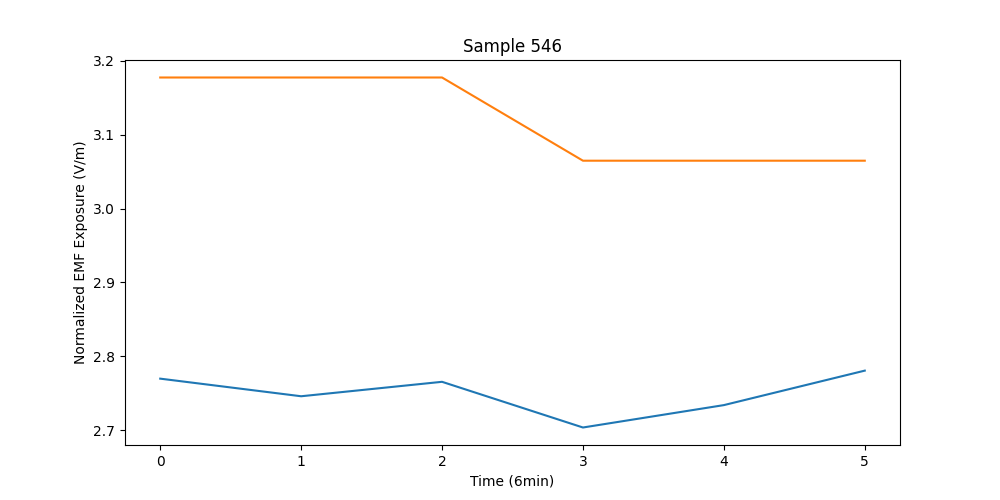 Sample 546
Normalized EMF Exposure (V/m)
3.2
3.1
3.0
2.9
2.8
2.7
0 1 2 3 4 5
Time (6min)